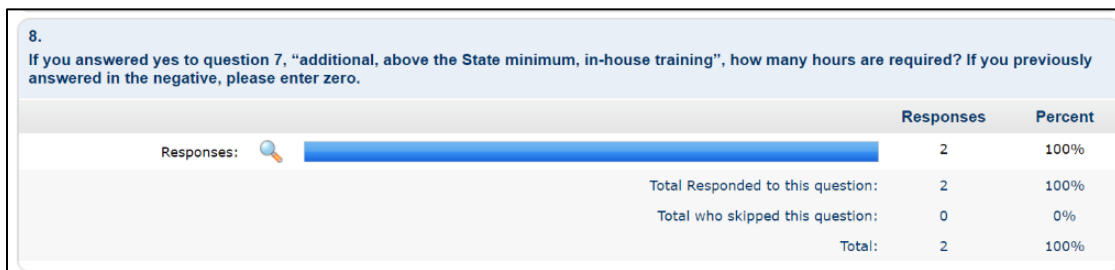 8.
If you answered yes to question 7, “additional, above the State minimum, in-house training”, how many hours are required? If you previously
answered in the negative, please enter zero.
Responses Percent
Responses: 2 100%
Total Responded to this question: 2 100%
Total who skipped this question: 0 0%
Total: 2 100%